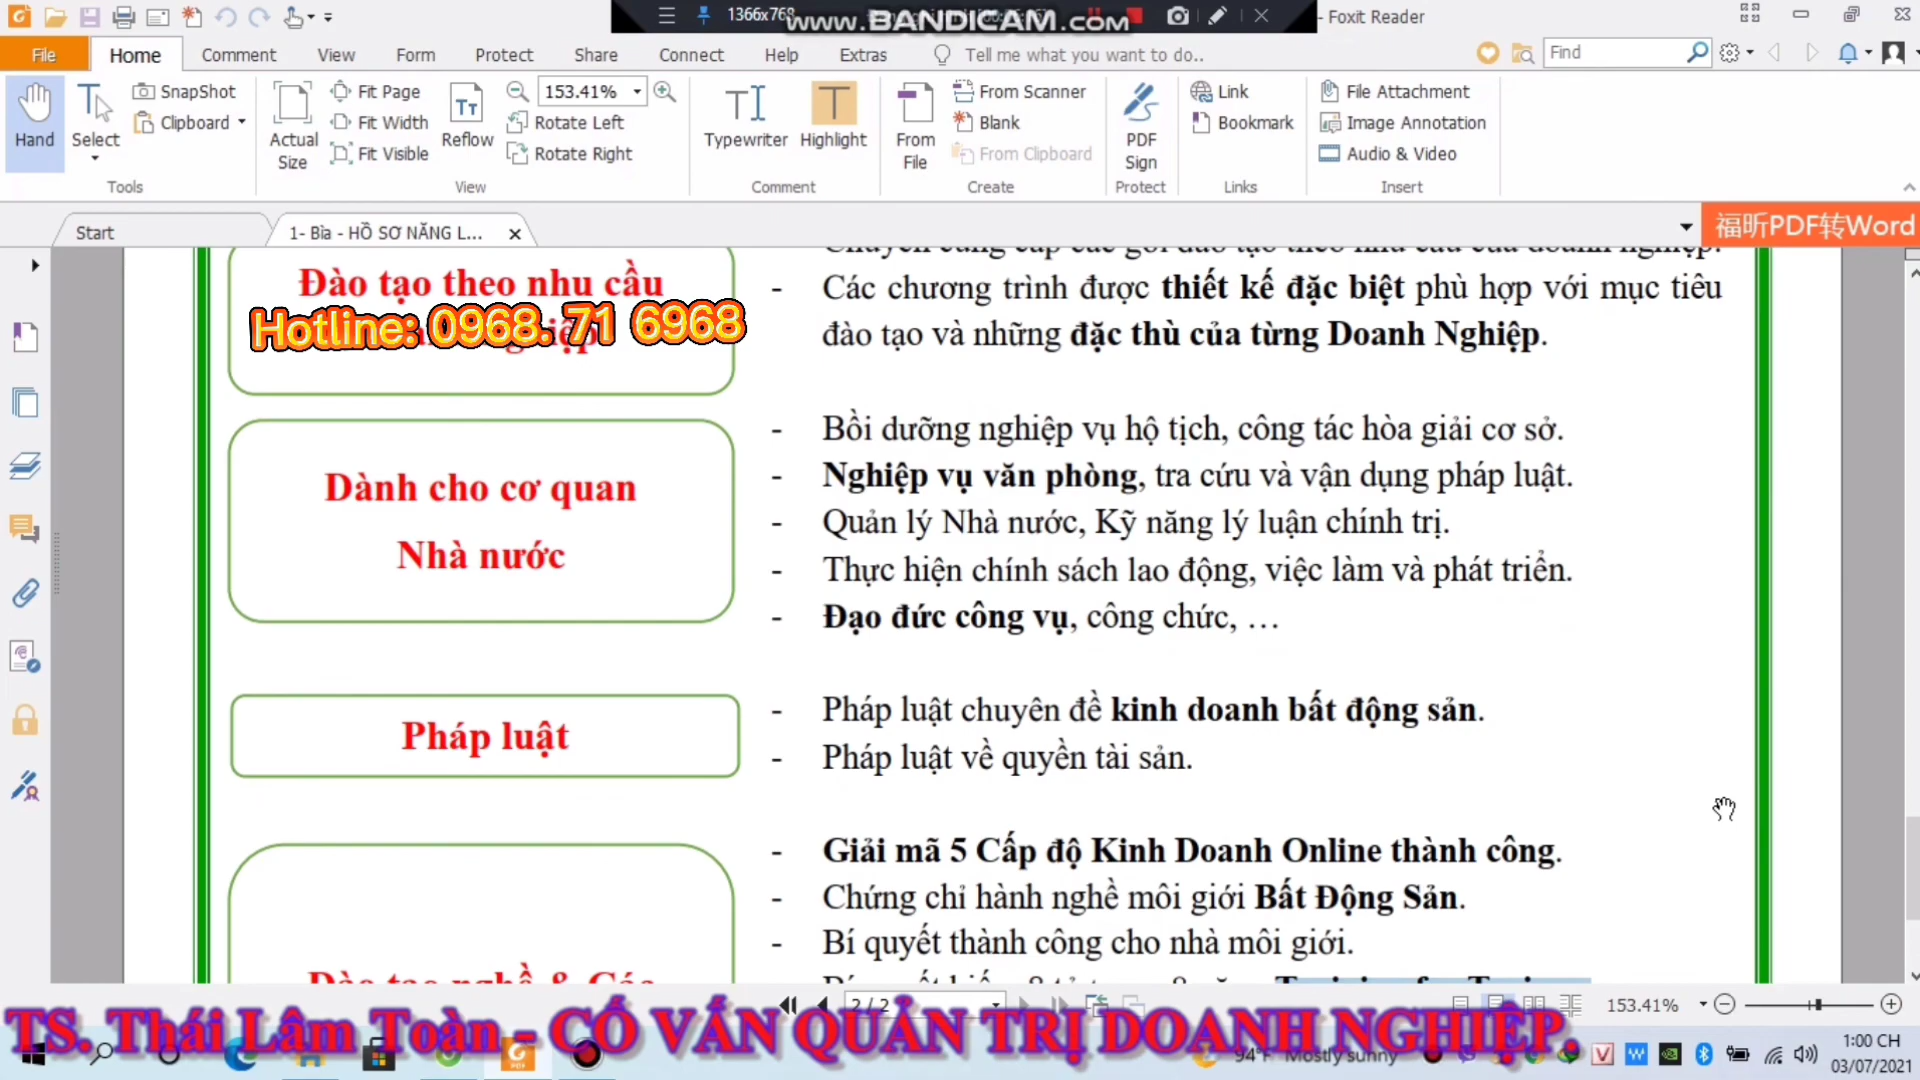 1366x768
www.BANDICAM.com
- Foxit Reader
File Home Comment View Form Protect Share Connect Help Extras Tell me what you want to do.. Find
Hand
Select
SnapShot
Clipboard
Tools
Actual Size
Fit Page
Fit Width
Fit Visible
Reflow
153.41%
Rotate Left
Rotate Right
View
Typewriter Highlight
Comment
From File
From Scanner
Blank
From Clipboard
Create
PDF Sign
Protect
Link
Bookmark
Links
File Attachment
Image Annotation
Audio & Video
Insert
Start
1- Bìa - HỒ SƠ NĂNG L...
福昕PDF转Word
Đào tạo theo nhu cầu
Hotline: 0968. 71 6968
- Các chương trình được thiết kế đặc biệt phù hợp với mục tiêu
đào tạo và những đặc thù của từng Doanh Nghiệp.
Dành cho cơ quan
Nhà nước
- Bồi dưỡng nghiệp vụ hộ tịch, công tác hòa giải cơ sở.
- Nghiệp vụ văn phòng, tra cứu và vận dụng pháp luật.
- Quản lý Nhà nước, Kỹ năng lý luận chính trị.
- Thực hiện chính sách lao động, việc làm và phát triển.
- Đạo đức công vụ, công chức, …
Pháp luật
- Pháp luật chuyên đề kinh doanh bất động sản.
- Pháp luật về quyền tài sản.
- Giải mã 5 Cấp độ Kinh Doanh Online thành công.
- Chứng chỉ hành nghề môi giới Bất Động Sản.
- Bí quyết thành công cho nhà môi giới.
2 / 2
153.41%
TS. Thái Lâm Toàn - CỐ VẤN QUẢN TRỊ DOANH NGHIỆP.
94°F Mostly sunny
1:00 CH
03/07/2021